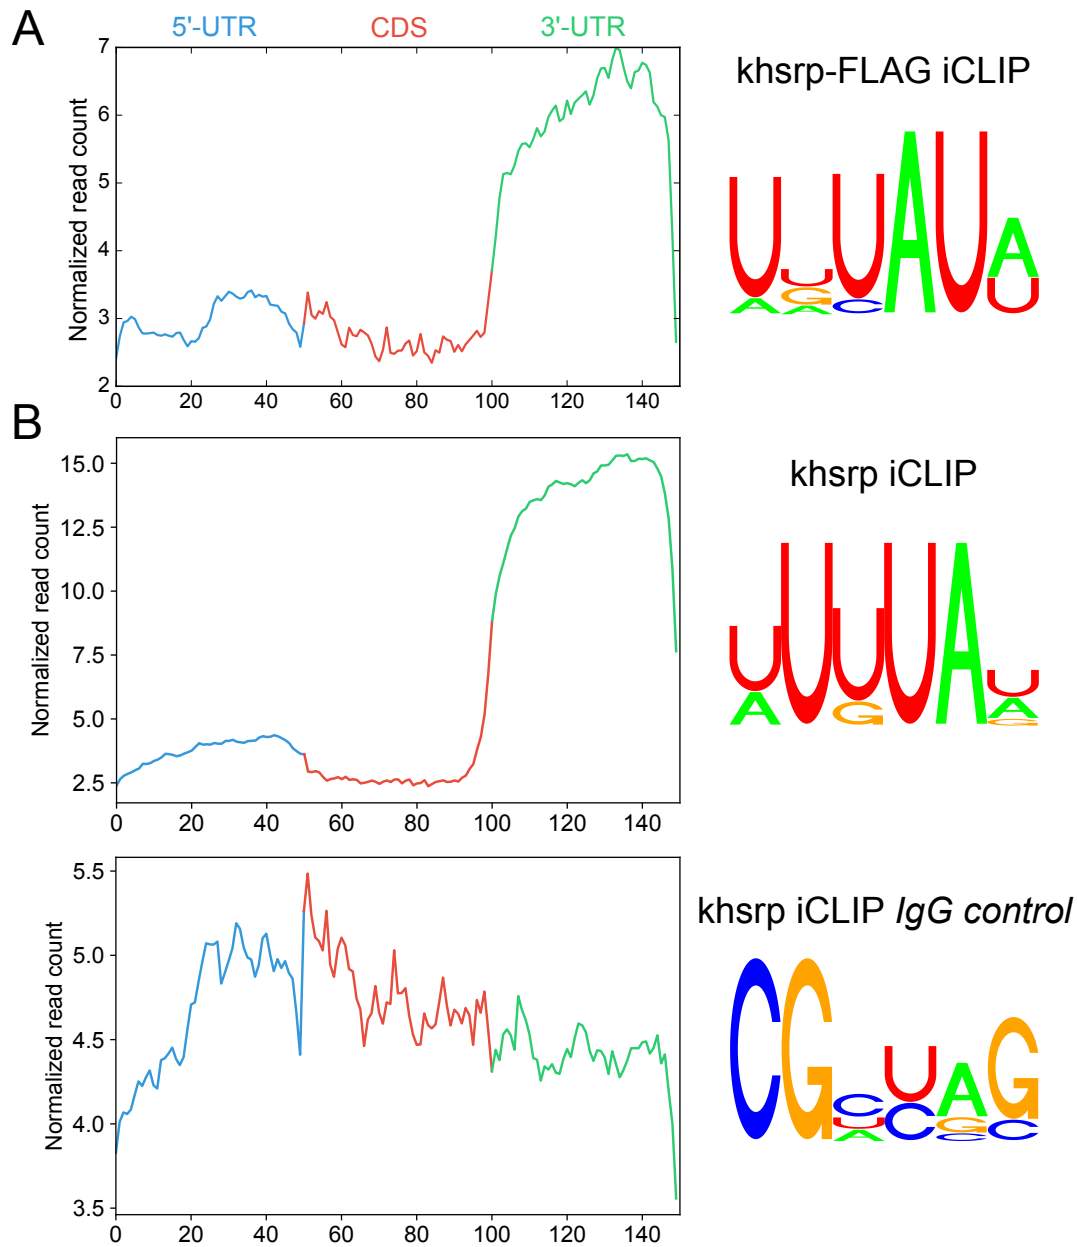 A
5'-UTR CDS 3'-UTR
khsrp-FLAG iCLIP
Normalized read count
7
6
5
4
3
2
0 20 40 60 80 100 120 140
U U U A U A
A G C U
A
B
khsrp iCLIP
Normalized read count
15.0
12.5
10.0
7.5
5.0
2.5
0 20 40 60 80 100 120 140
U U U U A U
A G A
G
khsrp iCLIP IgG control
Normalized read count
5.5
5.0
4.5
4.0
3.5
0 20 40 60 80 100 120 140
C G C U A G
U C G C
A C